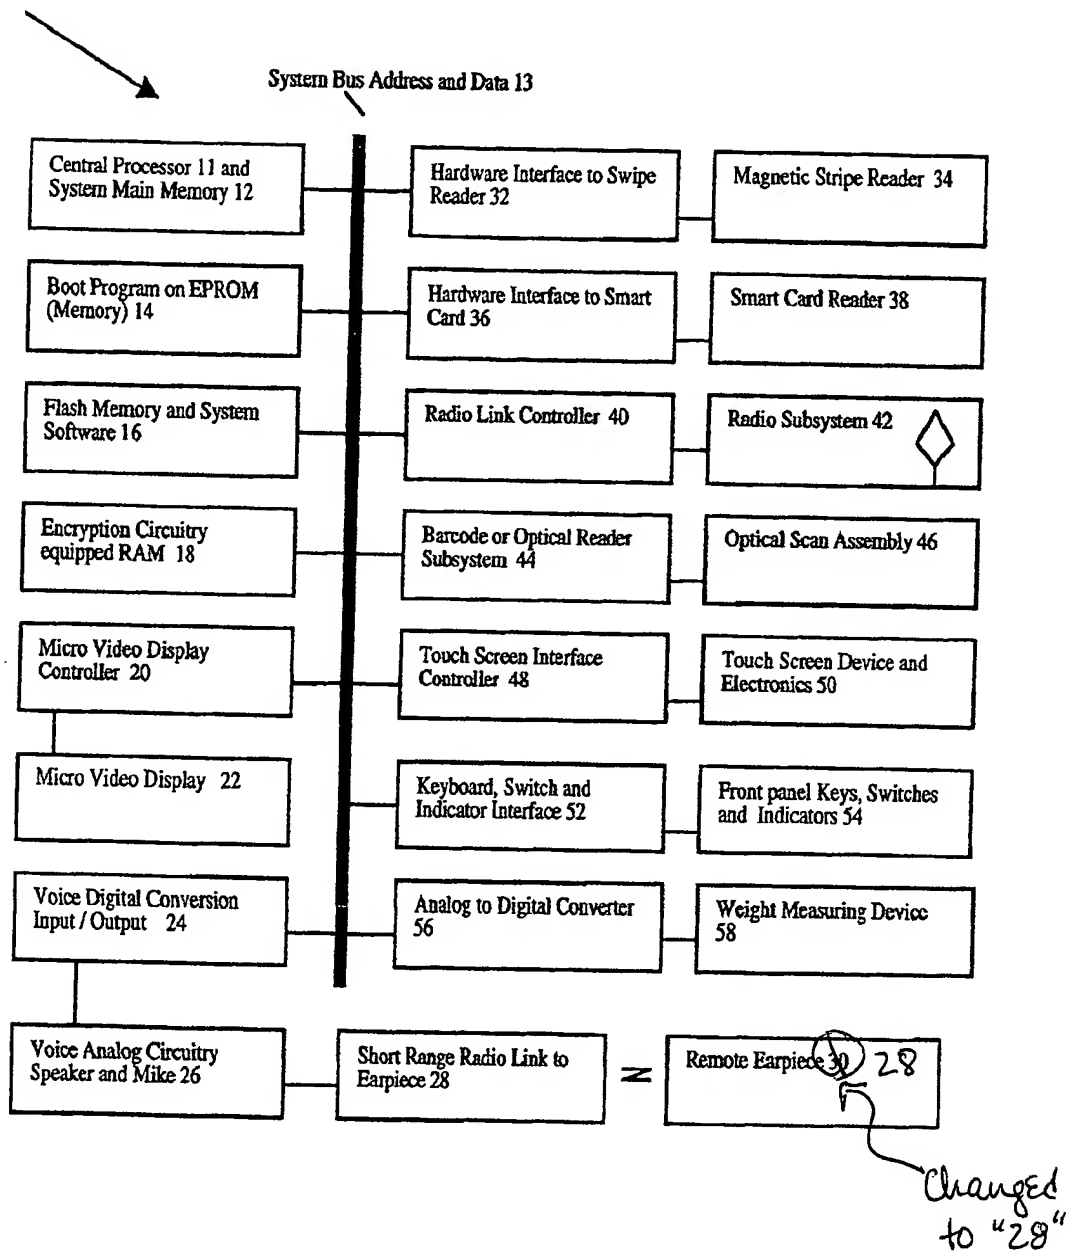 System Bus Address and Data 13
Central Processor 11 and
System Main Memory 12
Hardware Interface to Swipe
Reader 32
Magnetic Stripe Reader 34
Boot Program on EPROM
(Memory) 14
Hardware Interface to Smart
Card 36
Smart Card Reader 38
Flash Memory and System
Software 16
Radio Link Controller 40
Radio Subsystem 42
Encryption Circuitry
equipped RAM 18
Barcode or Optical Reader
Subsystem 44
Optical Scan Assembly 46
Micro Video Display
Controller 20
Touch Screen Interface
Controller 48
Touch Screen Device and
Electronics 50
Micro Video Display 22
Keyboard, Switch and
Indicator Interface 52
Front panel Keys, Switches
and Indicators 54
Voice Digital Conversion
Input / Output 24
Analog to Digital Converter
56
Weight Measuring Device
58
Voice Analog Circuitry
Speaker and Mike 26
Short Range Radio Link to
Earpiece 28
Remote Earpiece 30 28
Changed
to "28"